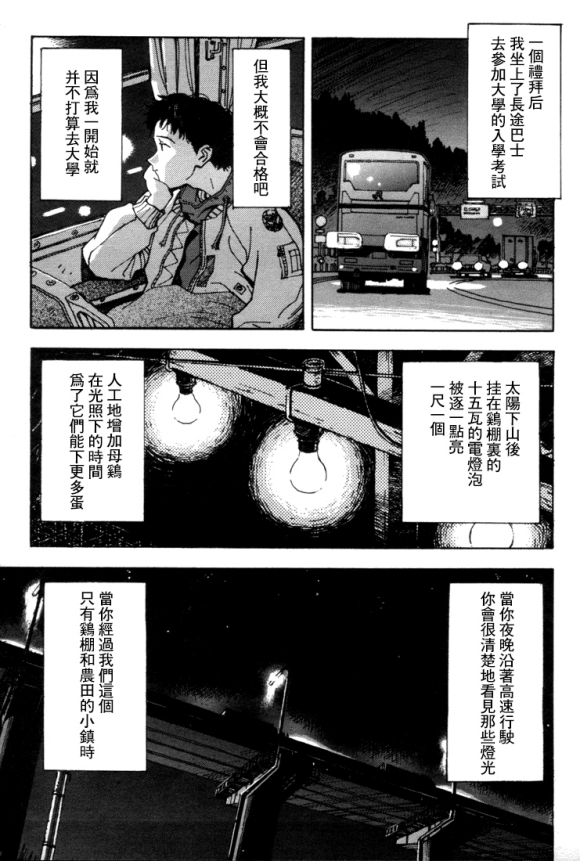 一個禮拜后
我坐上了長途巴士
去參加大學的入學考試
但我大概不會合格吧
因爲我一開始就
并不打算去大學
太陽下山後
挂在鷄棚裏的
十五瓦的電燈泡
被逐一點亮
一尺一個
人工地增加母鷄
在光照下的時間
爲了它們能下更多蛋
當你夜晚沿著高速行駛
你會很清楚地看見那些燈光
當你經過我們這個
只有鷄棚和農田的小鎮時